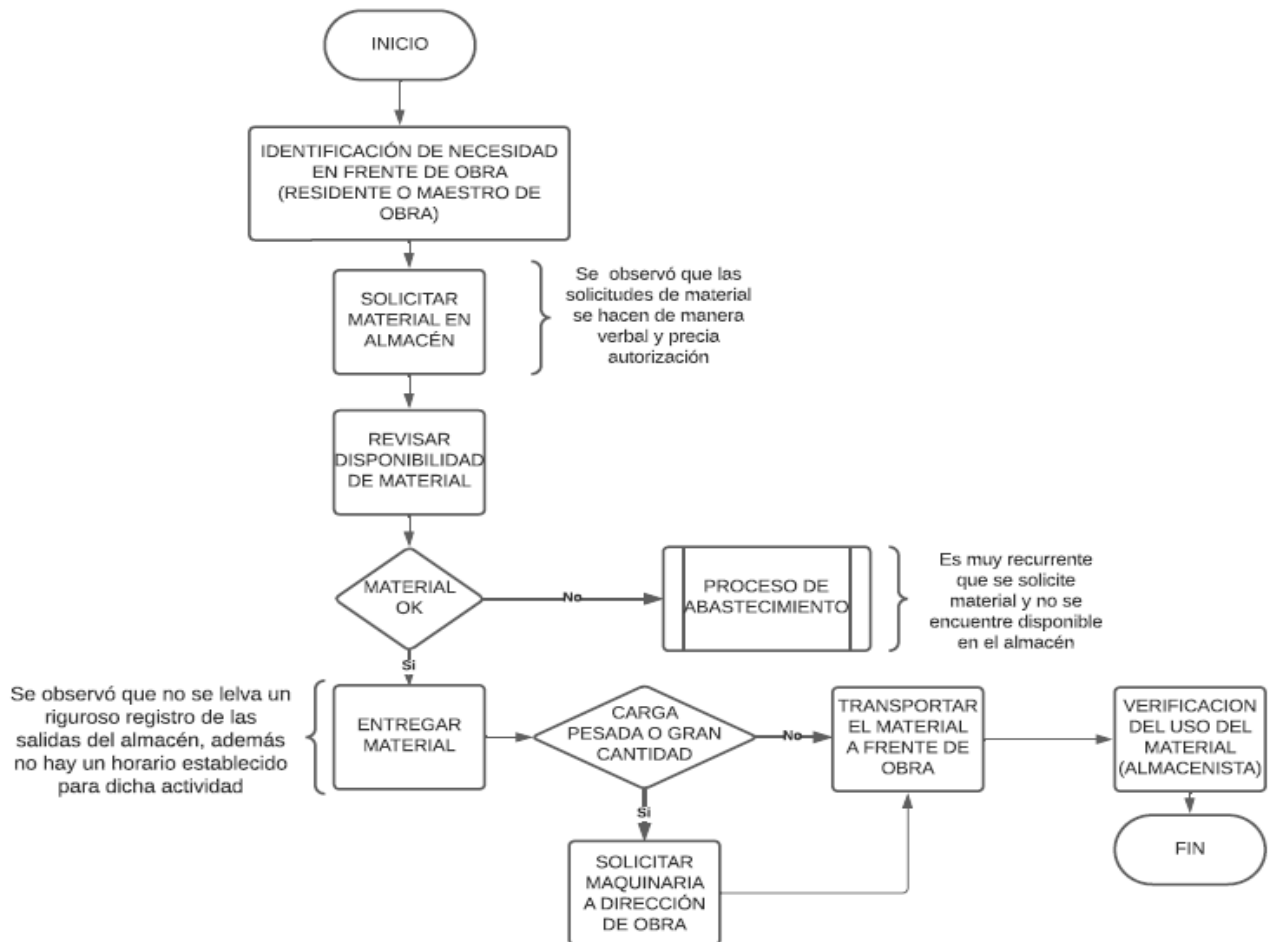 INICIO
IDENTIFICACIÓN DE NECESIDAD
EN FRENTE DE OBRA
(RESIDENTE O MAESTRO DE
OBRA)
SOLICITAR
MATERIAL EN
ALMACÉN
Se observó que las
solicitudes de material
se hacen de manera
verbal y precia
autorización
REVISAR
DISPONIBILIDAD
DE MATERIAL
MATERIAL
OK
No
PROCESO DE
ABASTECIMIENTO
Es muy recurrente
que se solicite
material y no se
encuentre disponible
en el almacén
Si
Se observó que no se lelva un
riguroso registro de las
salidas del almacén, además
no hay un horario establecido
para dicha actividad
ENTREGAR
MATERIAL
CARGA
PESADA O GRAN
CANTIDAD
No
TRANSPORTAR
EL MATERIAL
A FRENTE DE
OBRA
VERIFICACION
DEL USO DEL
MATERIAL
(ALMACENISTA)
Si
SOLICITAR
MAQUINARIA
A DIRECCIÓN
DE OBRA
FIN